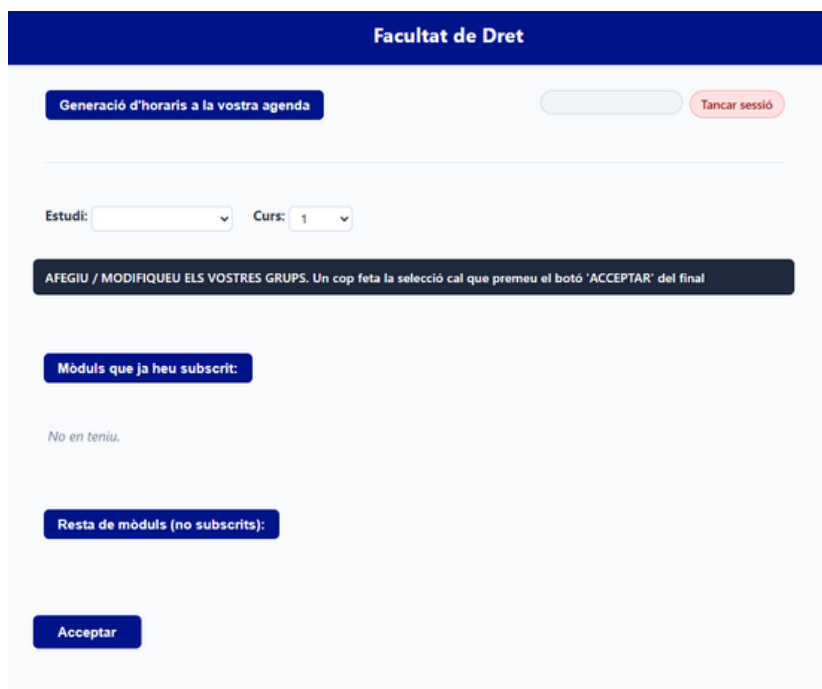 Facultat de Dret
Generació d'horaris a la vostra agenda
Tancar sessió
Estudi:
Curs: 1
AFEGIU / MODIFIQUEU ELS VOSTRES GRUPS. Un cop feta la selecció cal que premeu el botó 'ACCEPTAR' del final
Mòduls que ja heu subscrit:
No en teniu.
Resta de mòduls (no subscrits):
Acceptar